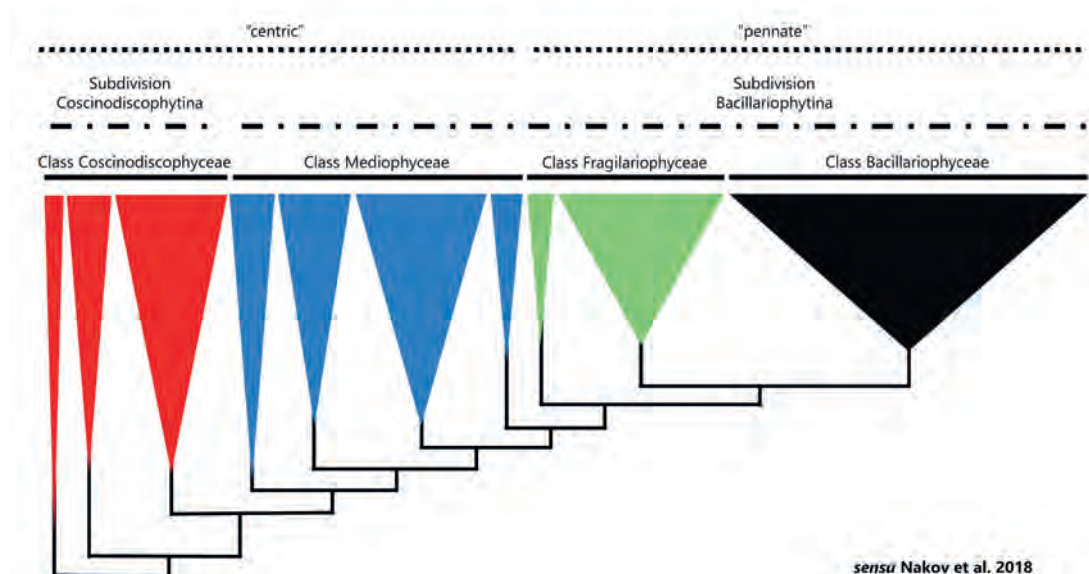 "centric"
"pennate"
Subdivision
Coscinodiscophytina
Subdivision
Bacillariophytina
Class Coscinodiscophyceae
Class Mediophyceae
Class Fragilariophyceae
Class Bacillariophyceae
sensu Nakov et al. 2018